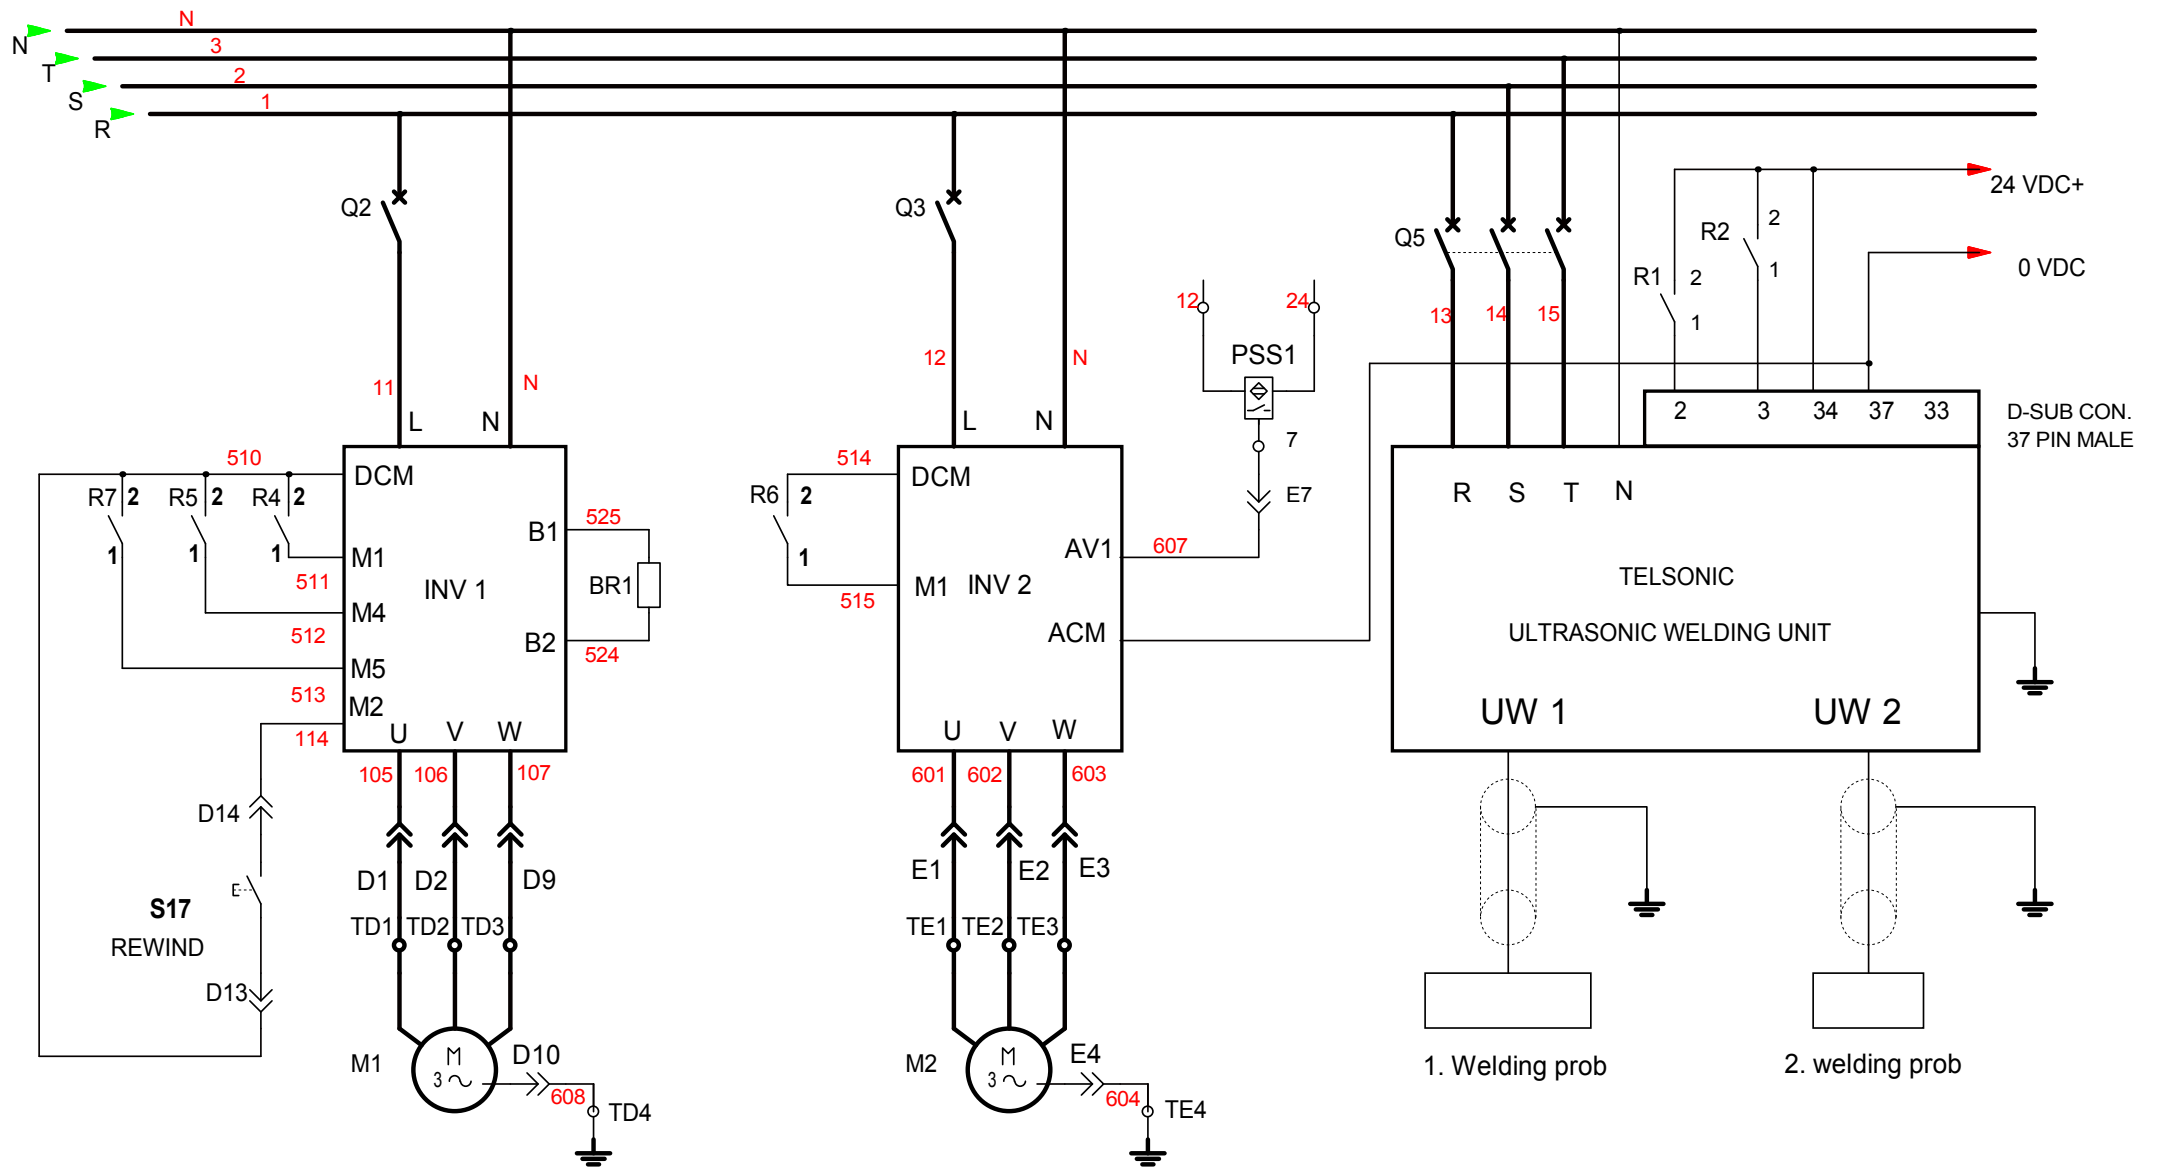 N
N
3
T
2
S
1
R
24 VDC+
Q2
Q3
Q5
R2
2
1
0 VDC
R1
2
1
12
24
13
14
15
PSS1
11
N
12
N
L
N
L
N
2
3
34
37
33
D-SUB CON.
37 PIN MALE
7
510
DCM
514
DCM
R7
2
R5
2
R4
2
R6
2
E7
R
S
T
N
525
B1
1
1
1
M1
1
AV1
607
511
INV 1
BR1
M1
INV 2
TELSONIC
515
M4
512
B2
524
ACM
ULTRASONIC WELDING UNIT
M5
513
M2
114
U
V
W
U
V
W
UW 1
UW 2
105
106
107
601
602
603
D14
D1
D2
D9
E1
E2
E3
E
S17
REWIND
TD1
TD2
TD3
TE1
TE2
TE3
D13
M1
M
3
D10
608
TD4
M2
M
3
E4
604
TE4
1. Welding prob
2. welding prob